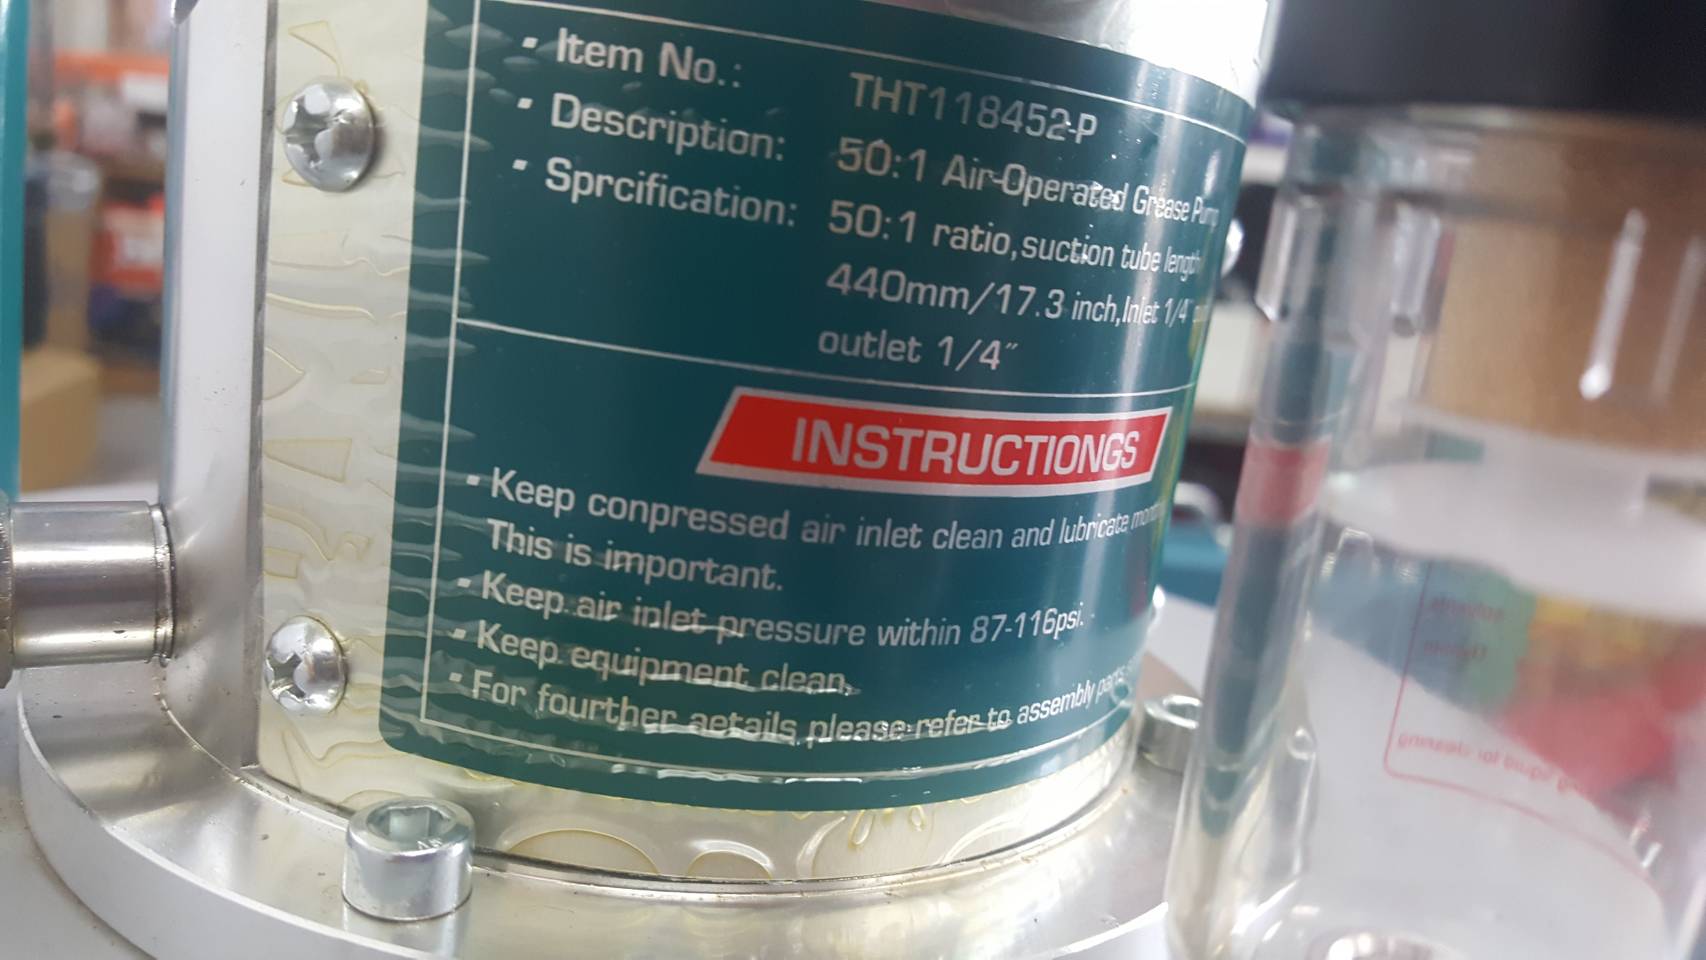 ▪ Item No.: THT118452-P
▪ Description: 50:1 Air-Operated Grease Pump
▪ Sprcification: 50:1 ratio,suction tube length
440mm/17.3 inch,Inlet 1/4"
outlet 1/4"
INSTRUCTIONGS
▪ Keep conpressed air inlet clean and lubricate
This is important.
▪ Keep air inlet pressure within 87-116psi.
▪ Keep equipment clean,
▪ For fourther aetails please refer to assembly